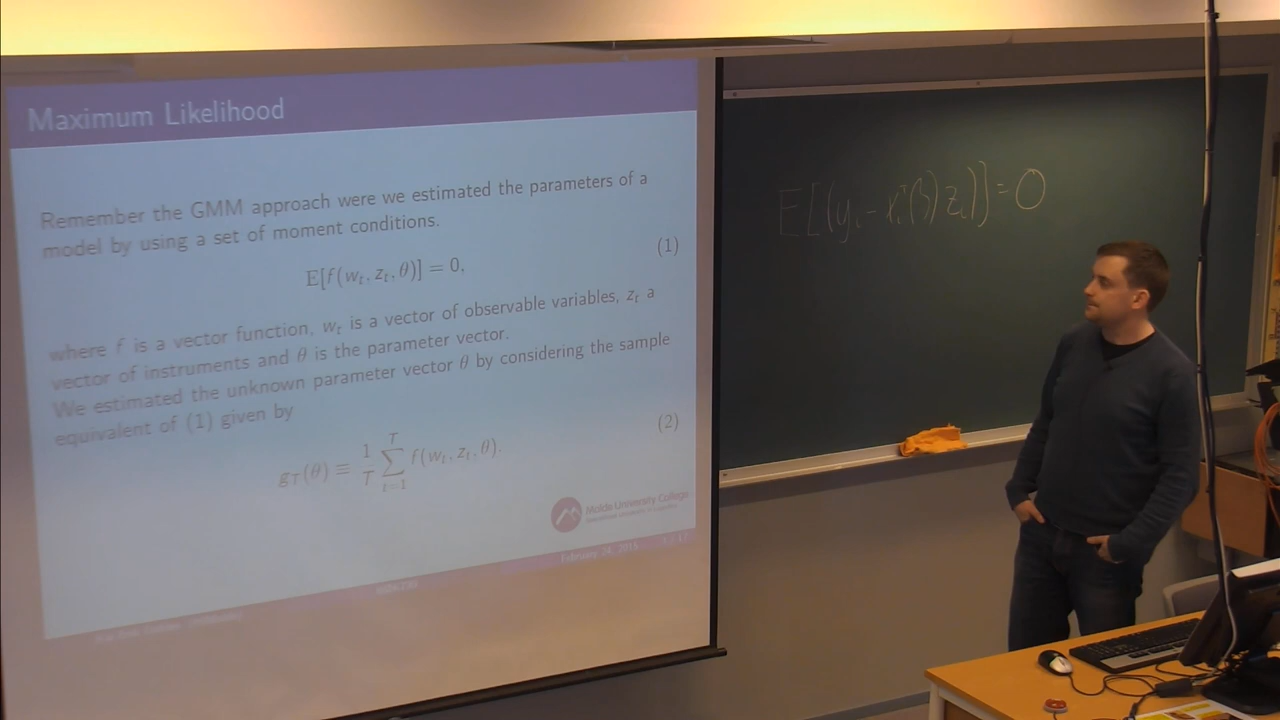 Maximum Likelihood
Remember the GMM approach were we estimated the parameters of a
model by using a set of moment conditions.
E[f(w_t, z_t, θ)] = 0, (1)
where f is a vector function, w_t is a vector of observable variables, z_t a
vector of instruments and θ is the parameter vector.
We estimated the unknown parameter vector θ by considering the sample
equivalent of (1) given by
g_T(θ) ≡ 1/T ∑_{t=1}^{T} f(w_t, z_t, θ). (2)
Molde University College
February 24, 2015
E[(y_i - x_i^T β) z_i)] = 0